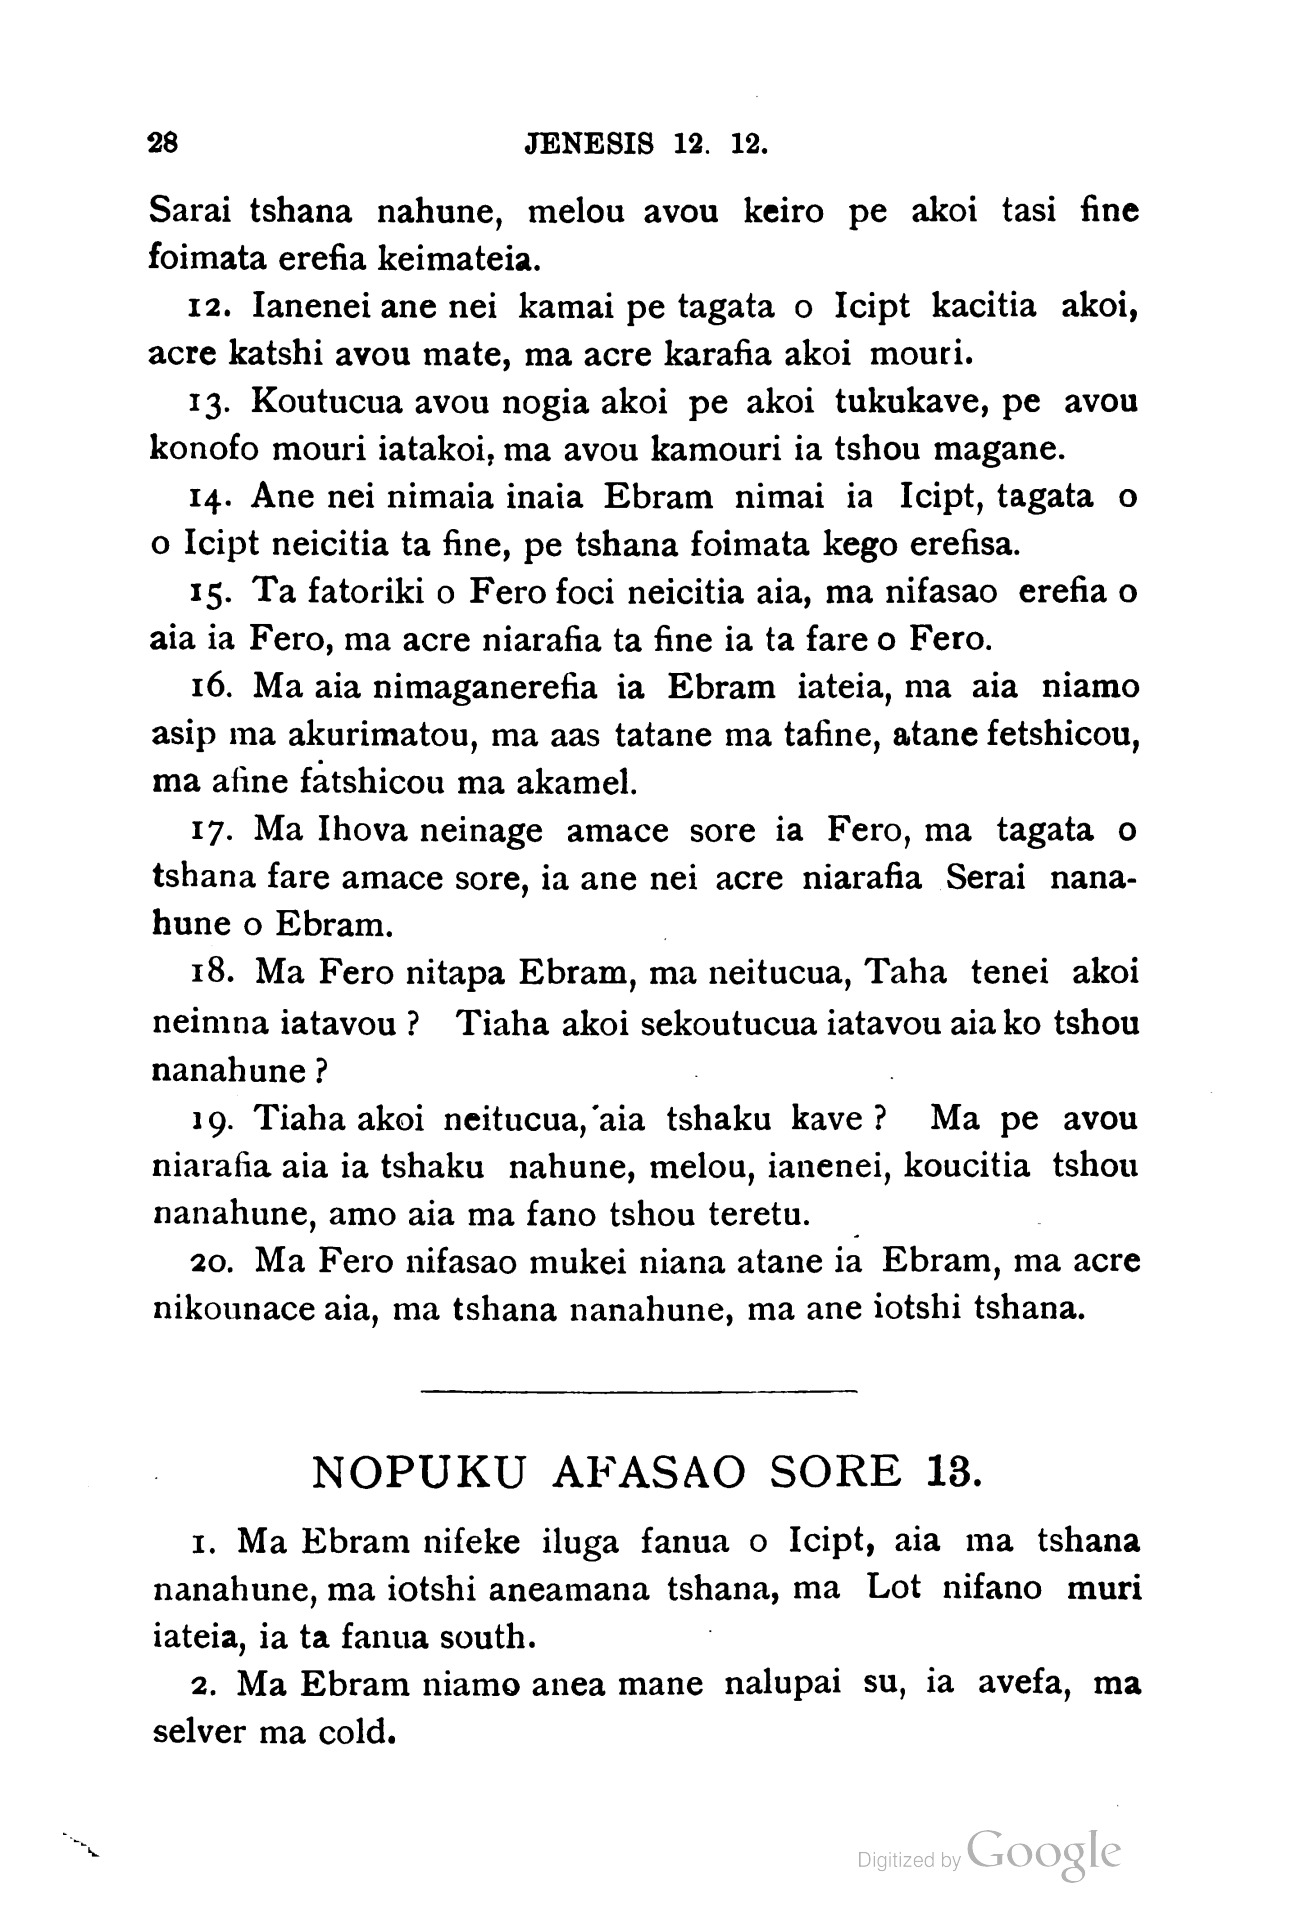 28 JENESIS 12. 12.
Sarai tshana nahune, melou avou keiro pe akoi tasi fine
foimata erefia keimateia.
12. Ianenei ane nei kamai pe tagata o Icipt kacitia akoi,
acre katshi avou mate, ma acre karafia akoi mouri.
13. Koutucua avou nogia akoi pe akoi tukukave, pe avou
konofo mouri iatakoi, ma avou kamouri ia tshou magane.
14. Ane nei nimaia inaia Ebram nimai ia Icipt, tagata o
o Icipt neicitia ta fine, pe tshana foimata kego erefisa.
15. Ta fatoriki o Fero foci neicitia aia, ma nifasao erefia o
aia ia Fero, ma acre niarafia ta fine ia ta fare o Fero.
16. Ma aia nimaganerefia ia Ebram iateia, ma aia niamo
asip ma akurimatou, ma aas tatane ma tafine, atane fetshicou,
ma afine fatshicou ma akamel.
17. Ma Ihova neinage amace sore ia Fero, ma tagata o
tshana fare amace sore, ia ane nei acre niarafia Serai nana-
hune o Ebram.
18. Ma Fero nitapa Ebram, ma neitucua, Taha tenei akoi
neimna iatavou? Tiaha akoi sekoutucua iatavou aia ko tshou
nanahune?
19. Tiaha akoi neitucua, aia tshaku kave? Ma pe avou
niarafia aia ia tshaku nahune, melou, ianenei, koucitia tshou
nanahune, amo aia ma fano tshou teretu.
20. Ma Fero nifasao mukei niana atane ia Ebram, ma acre
nikounace aia, ma tshana nanahune, ma ane iotshi tshana.
NOPUKU AFASAO SORE 13.
1. Ma Ebram nifeke iluga fanua o Icipt, aia ma tshana
nanahune, ma iotshi aneamana tshana, ma Lot nifano muri
iateia, ia ta fanua south.
2. Ma Ebram niamo anea mane nalupai su, ia avefa, ma
selver ma cold.
Digitized by Google